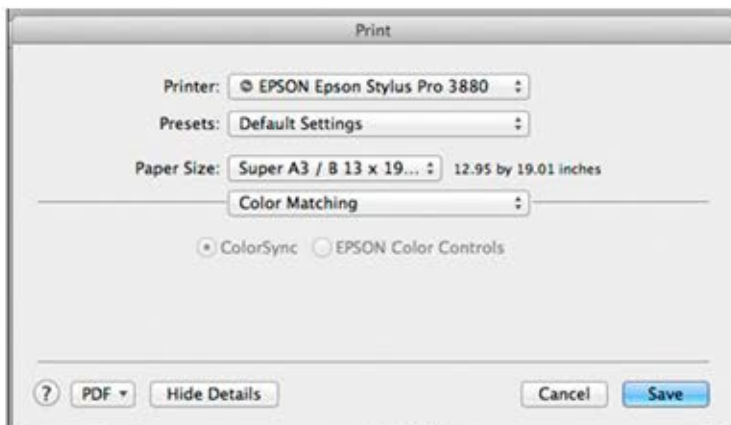 Print
Printer: EPSON Epson Stylus Pro 3880
Presets: Default Settings
Paper Size: Super A3 / B 13 x 19... 12.95 by 19.01 inches
Color Matching
ColorSync EPSON Color Controls
? PDF Hide Details Cancel Save